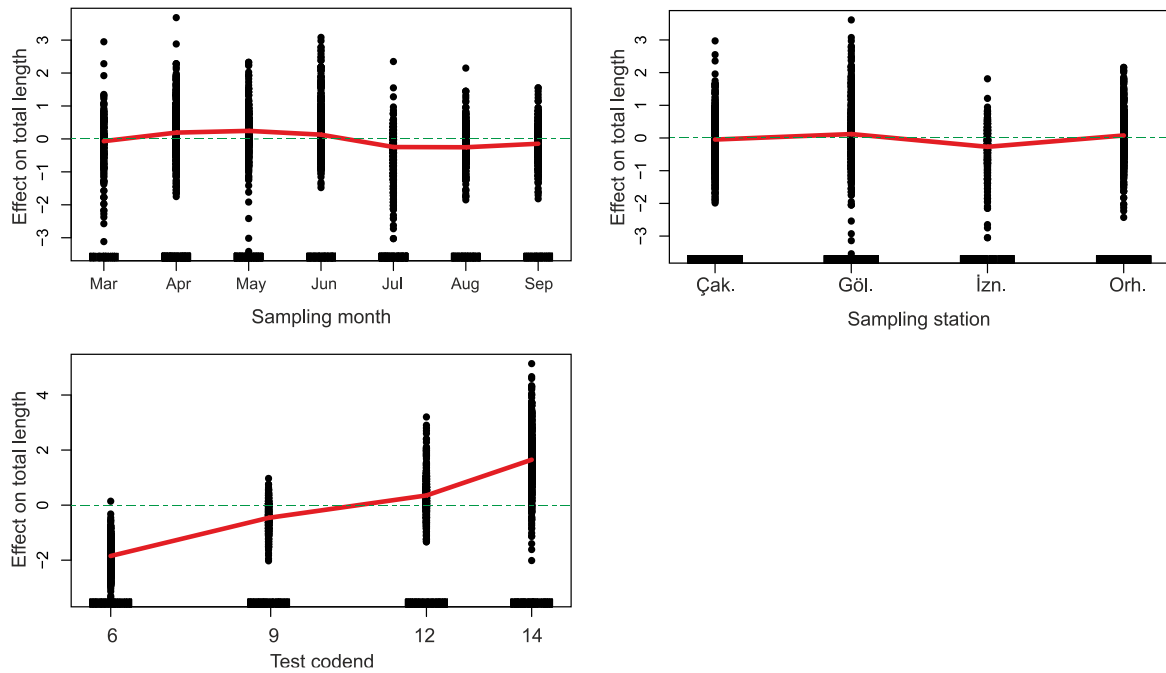 Effect on total length
3
2
1
0
−1
−2
−3
Mar Apr May Jun Jul Aug Sep
Sampling month
Effect on total length
3
2
1
0
−1
−2
−3
Çak. Göl. İzn. Orh.
Sampling station
Effect on total length
4
2
0
−2
6 9 12 14
Test codend